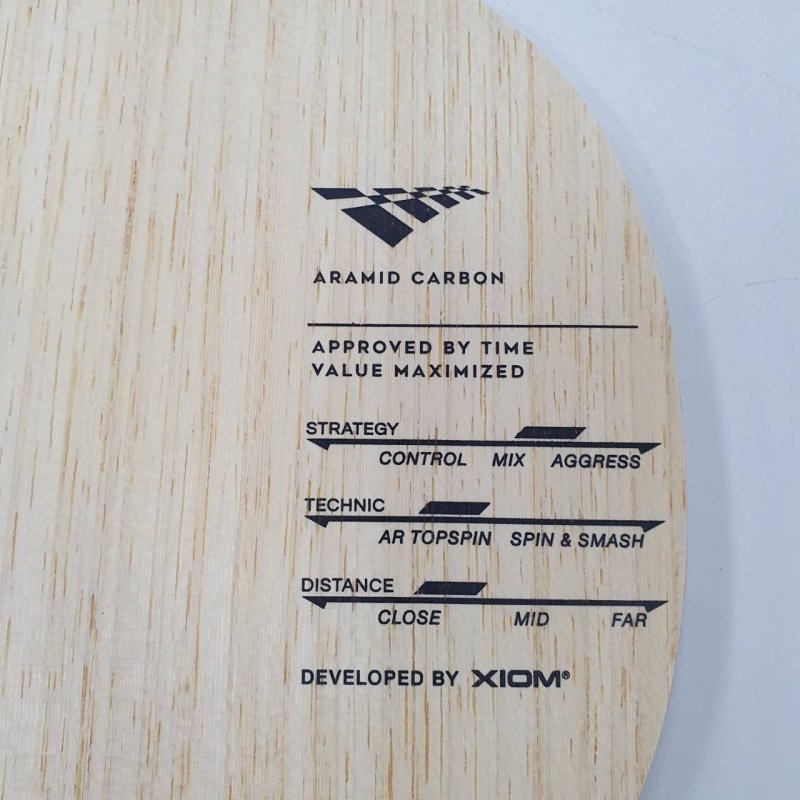 ARAMID CARBON
APPROVED BY TIME
VALUE MAXIMIZED
STRATEGY
CONTROL MIX AGGRESS
TECHNIC
AR TOPSPIN SPIN & SMASH
DISTANCE
CLOSE MID FAR
DEVELOPED BY XIOM®